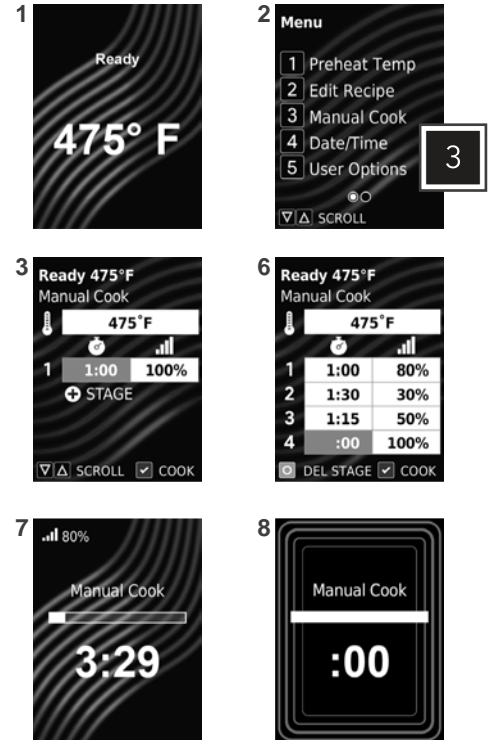 1
Ready
475° F
2
Menu
1 Preheat Temp
2 Edit Recipe
3 Manual Cook
4 Date/Time
5 User Options
3
SCROLL
3
Ready 475°F
Manual Cook
475°F
1 1:00 100%
STAGE
SCROLL COOK
6
Ready 475°F
Manual Cook
475°F
1 1:00 80%
2 1:30 30%
3 1:15 50%
4 :00 100%
DEL STAGE COOK
7
80%
Manual Cook
3:29
8
Manual Cook
:00